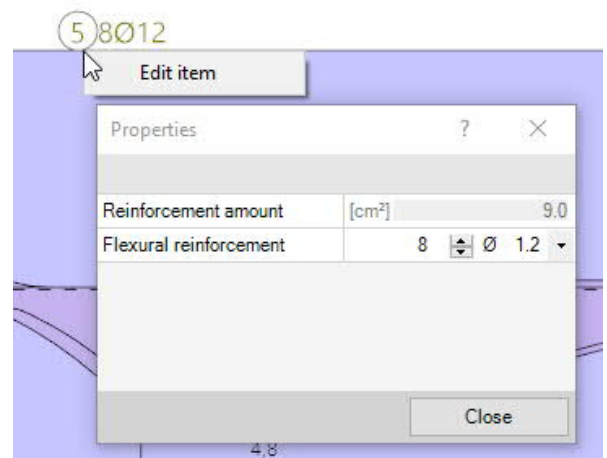 5 8Ø12
Edit item
Properties ? ×
Reinforcement amount [cm²] 9.0
Flexural reinforcement 8 Ø 1.2
Close
4,8